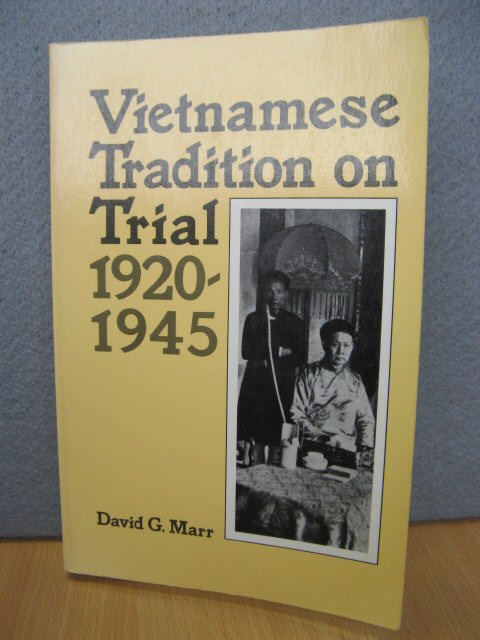 Vietnamese
Tradition on
Trial
1920-
1945
David G. Marr